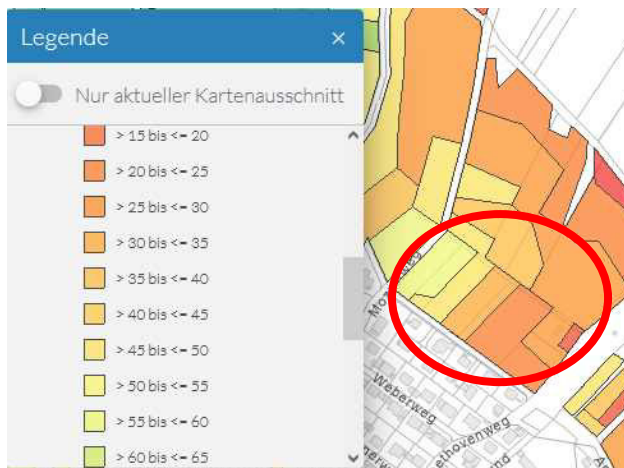 Legende ×
Nur aktueller Kartenausschnitt
> 15 bis <= 20
> 20 bis <= 25
> 25 bis <= 30
> 30 bis <= 35
> 35 bis <= 40
> 40 bis <= 45
> 45 bis <= 50
> 50 bis <= 55
> 55 bis <= 60
> 60 bis <= 65
Weberweg